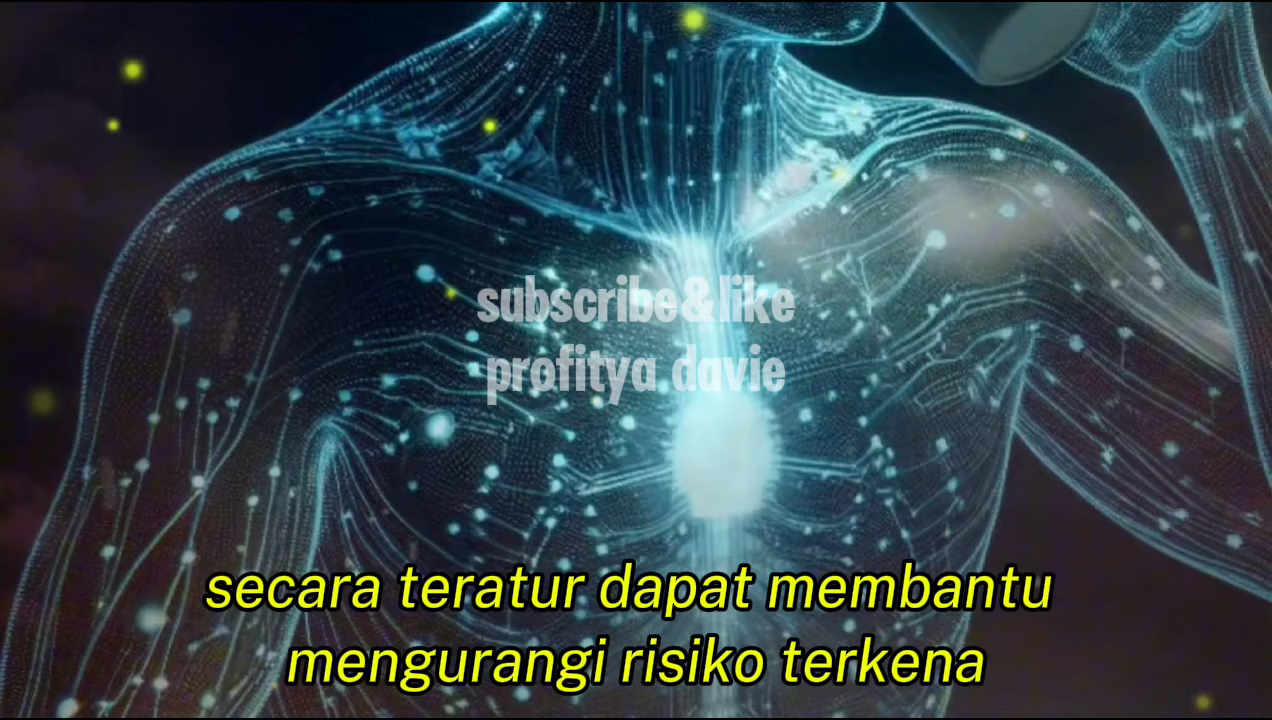 subscribe&like
profitya davie
secara teratur dapat membantu
mengurangi risiko terkena